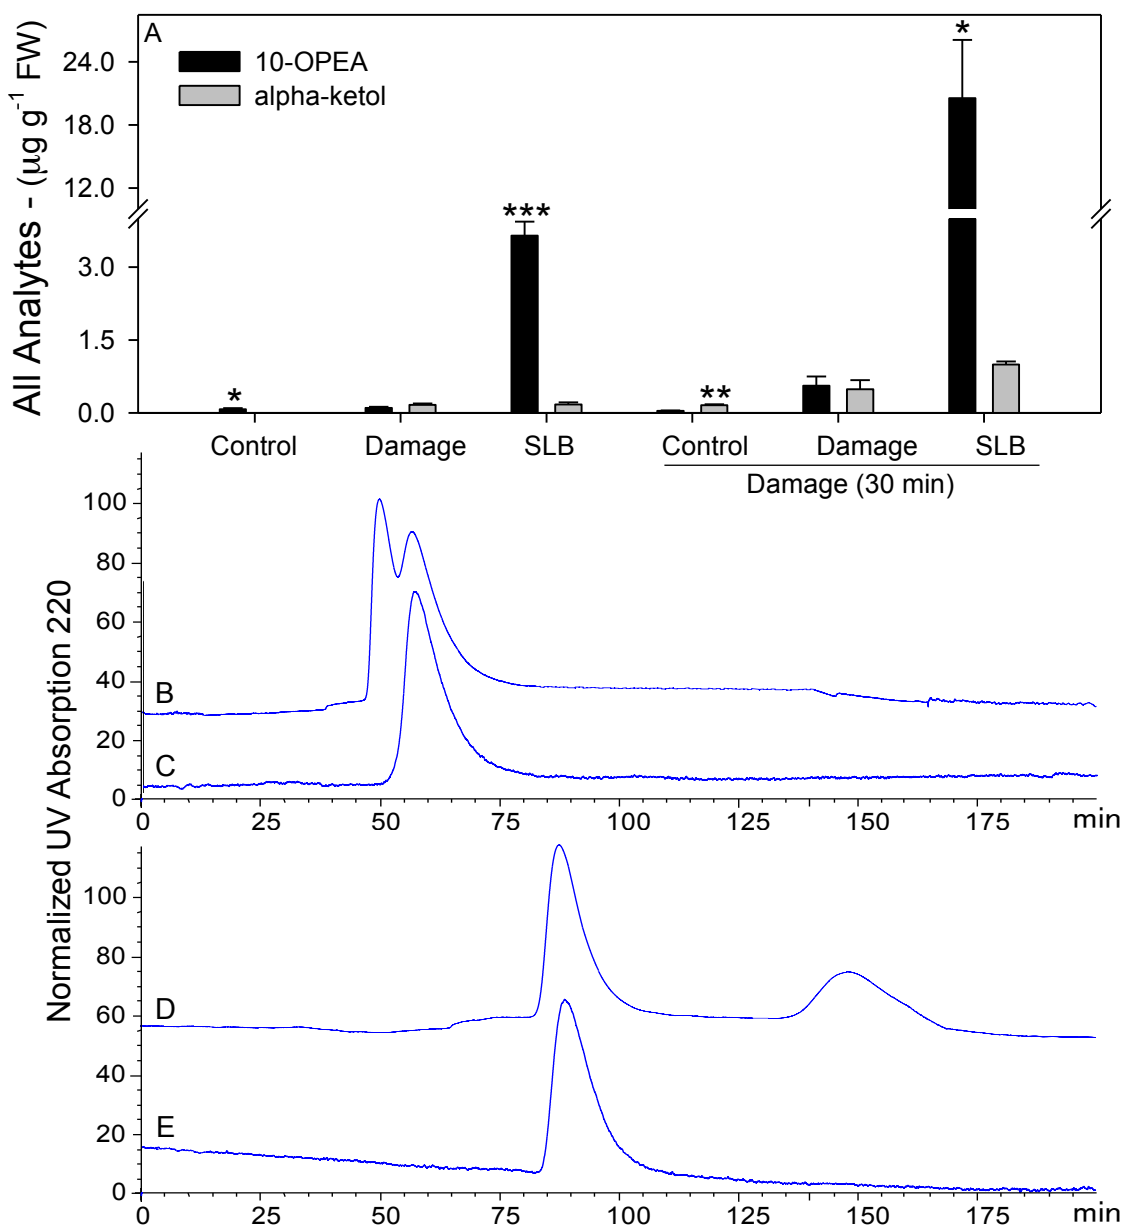 A
10-OPEA
alpha-ketol
All Analytes - (µg g⁻¹ FW)
24.0
18.0
12.0
3.0
1.5
0.0
*
***
**
*
Control Damage SLB Control Damage SLB
Damage (30 min)
Normalized UV Absorption 220
100
80
60
40
20
0
B
C
0 25 50 75 100 125 150 175 min
100
80
60
40
20
0
D
E
0 25 50 75 100 125 150 175 min